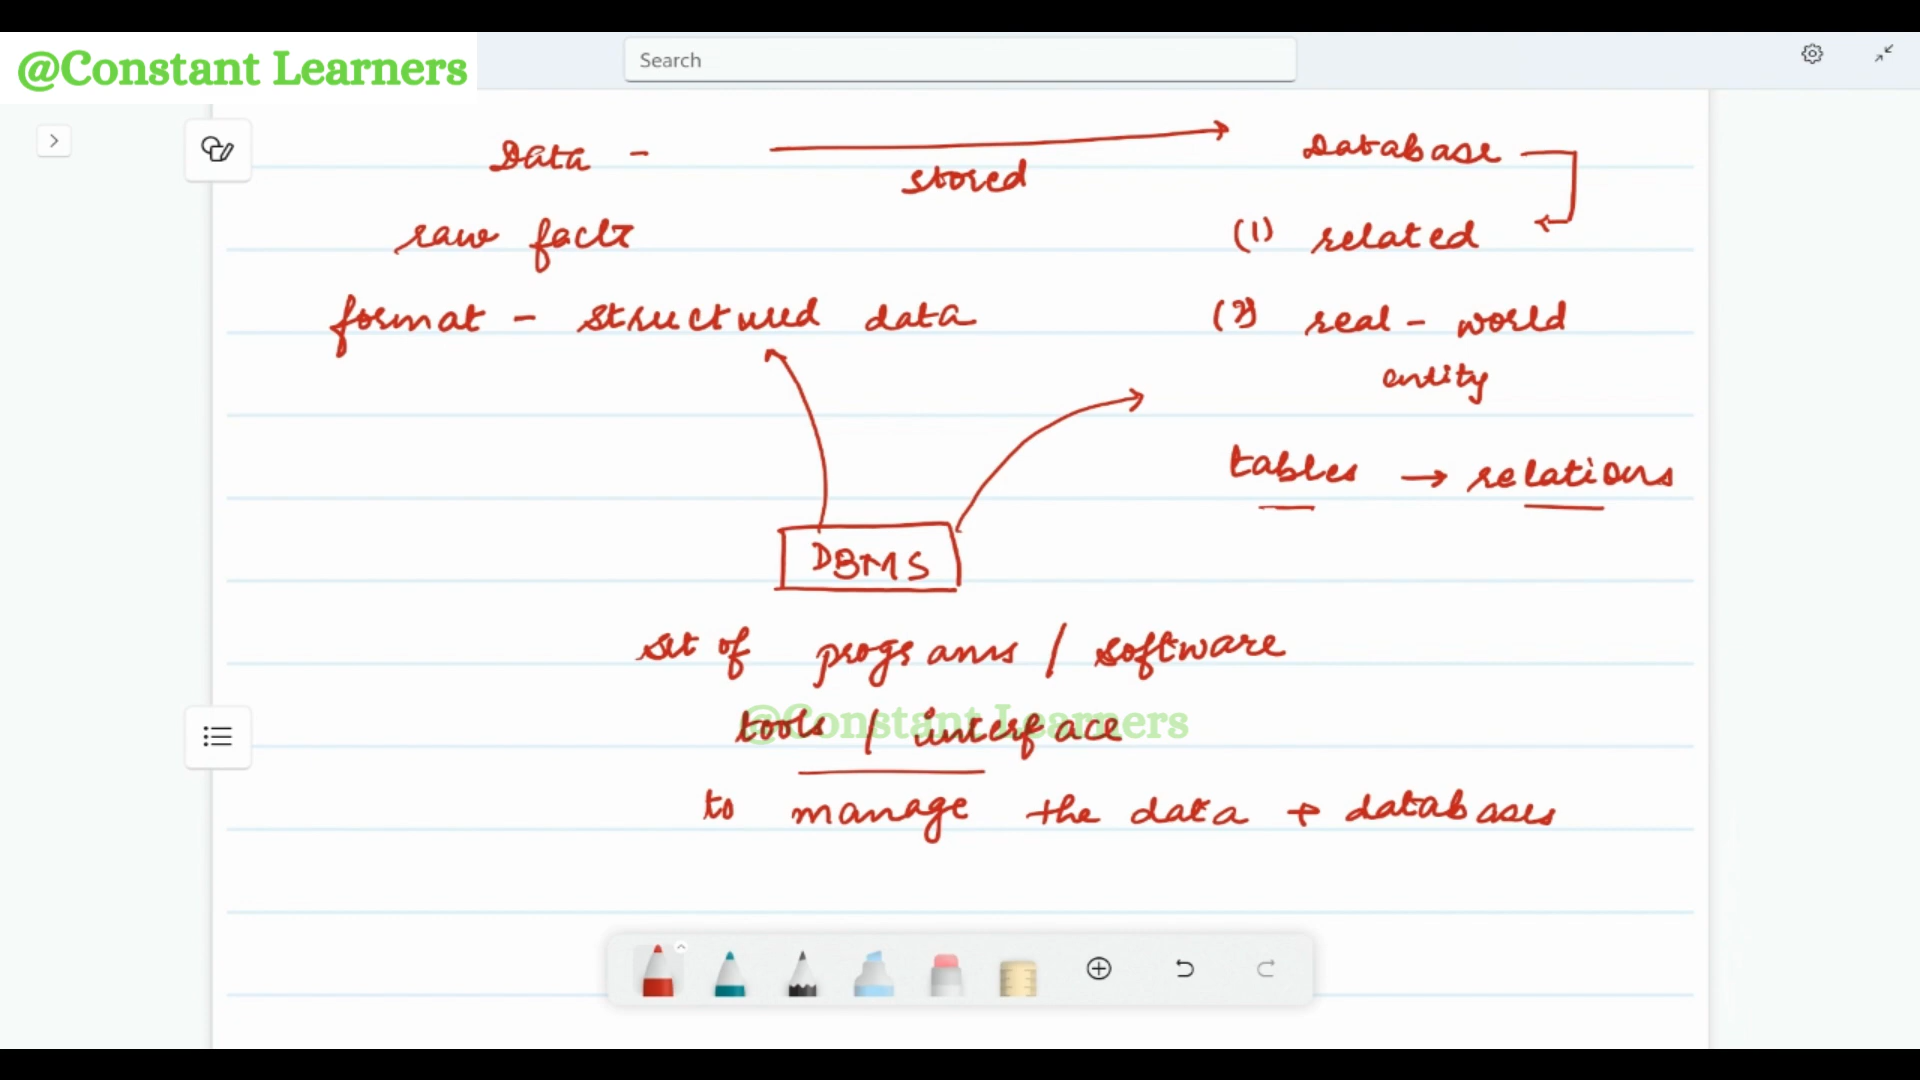 @Constant Learners
Search
Data - stored Database
raw facts (1) related
format - structured data (2) real - world
entity
tables → relations
DBMS
set of programs / software
@Constant Learners
tools / interface
to manage the data + databases